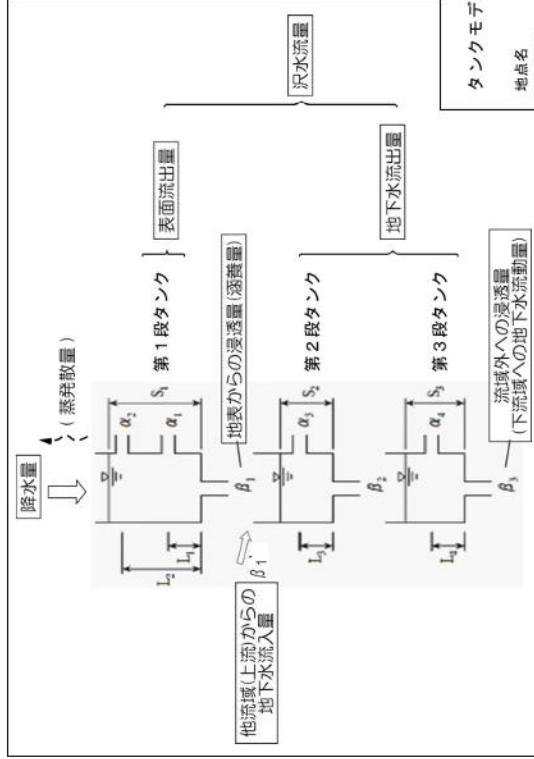 降水量
( 蒸発散量 )
L₂
L₁
α₂
α₁
S₁
第１段タンク
表面流出量
沢水流量
β₁
地表からの浸透量(涵養量)
他流域(上流)からの
地下水流入量
β₁'
L₃
α₃
S₂
第２段タンク
地下水流出量
β₂
L₄
α₄
S₃
第３段タンク
β₃
流域外への浸透量
(下流域への地下水流動量)
タンクモデ
地点名